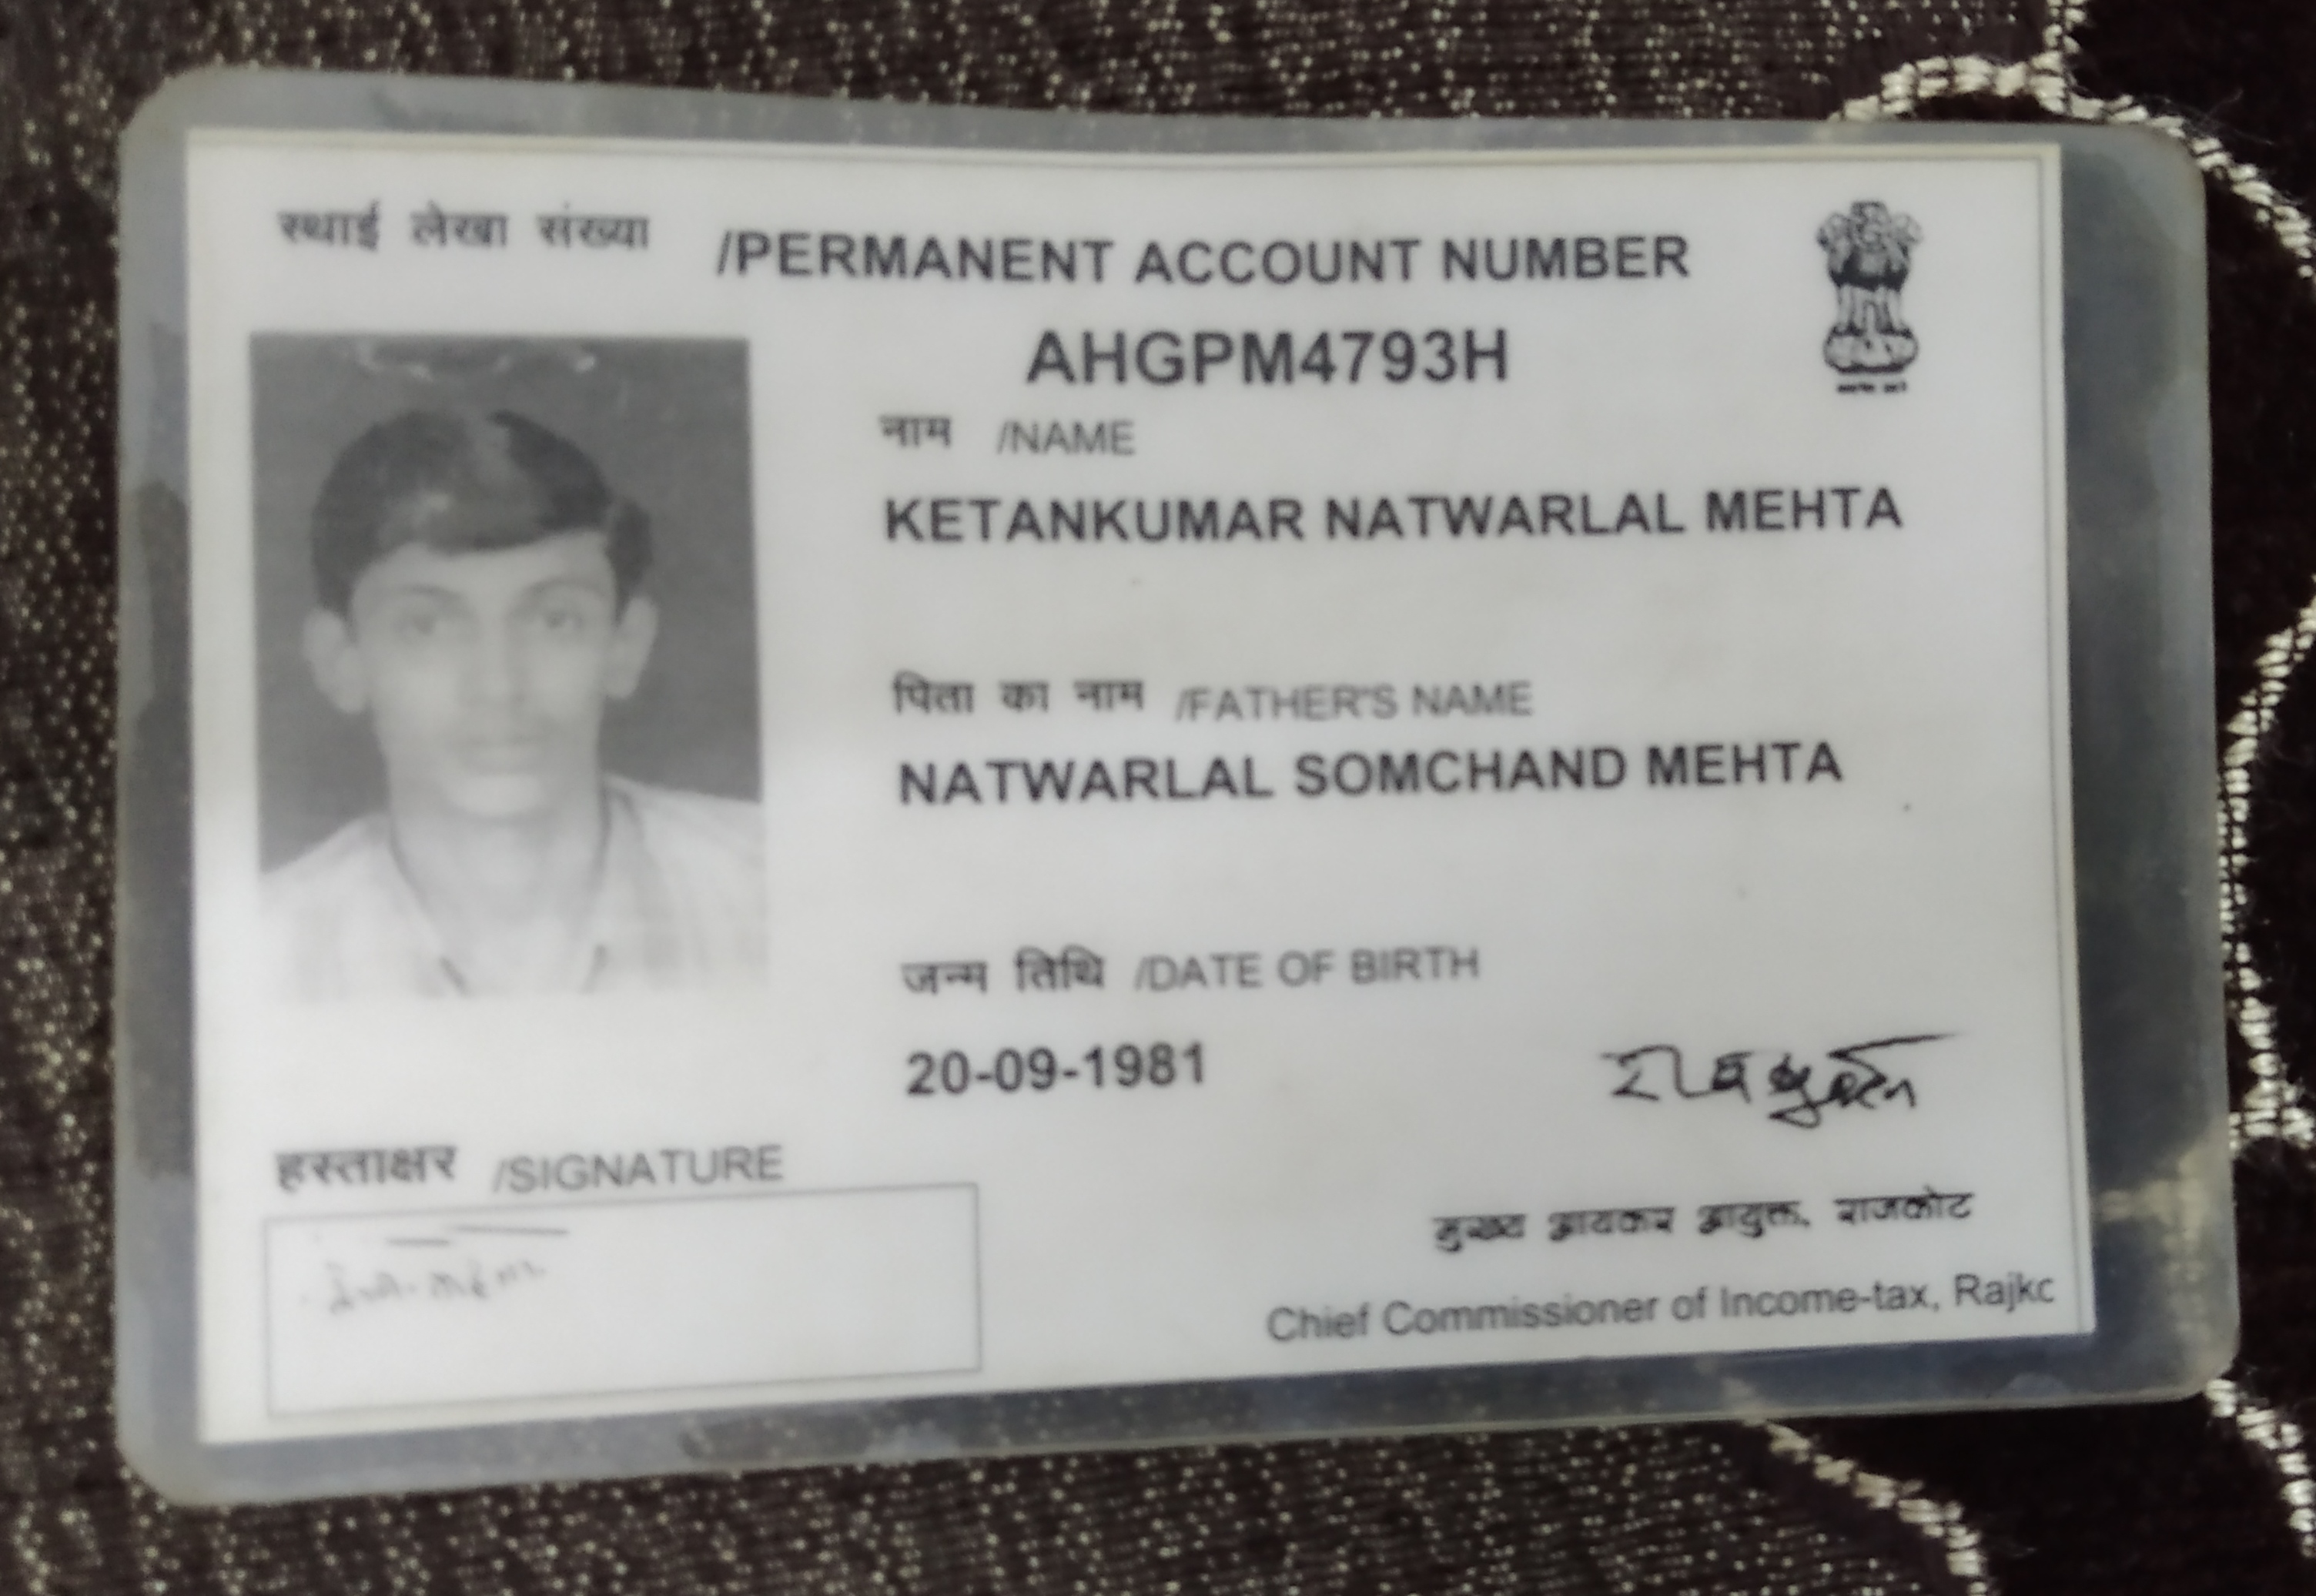 स्थाई लेखा संख्या /PERMANENT ACCOUNT NUMBER
AHGPM4793H
नाम /NAME
KETANKUMAR NATWARLAL MEHTA
पिता का नाम /FATHER'S NAME
NATWARLAL SOMCHAND MEHTA
जन्म तिथि /DATE OF BIRTH
20-09-1981
हस्ताक्षर /SIGNATURE
मुख्य आयकर आयुक्त, राजकोट
Chief Commissioner of Income-tax, Rajkc